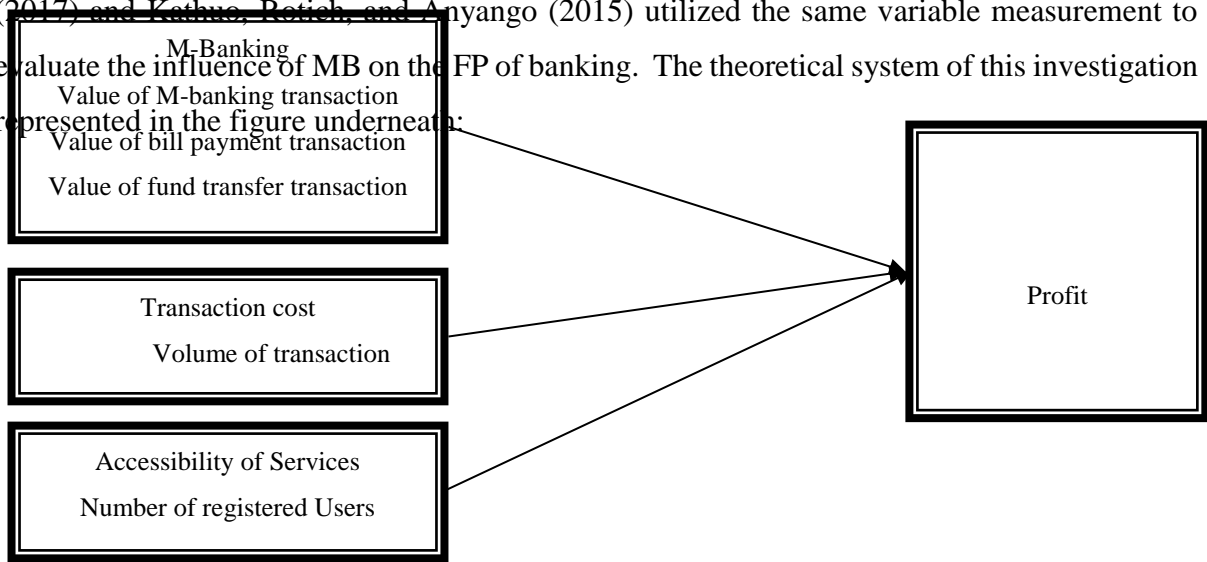 (2017) and Kathuo, Rotich, and Anyango (2015) utilized the same variable measurement to
evaluate the influence of MB on the FP of banking. The theoretical system of this investigation
represented in the figure underneath:
M-Banking
Value of M-banking transaction
Value of bill payment transaction
Value of fund transfer transaction
Transaction cost
Volume of transaction
Accessibility of Services
Number of registered Users
Profit